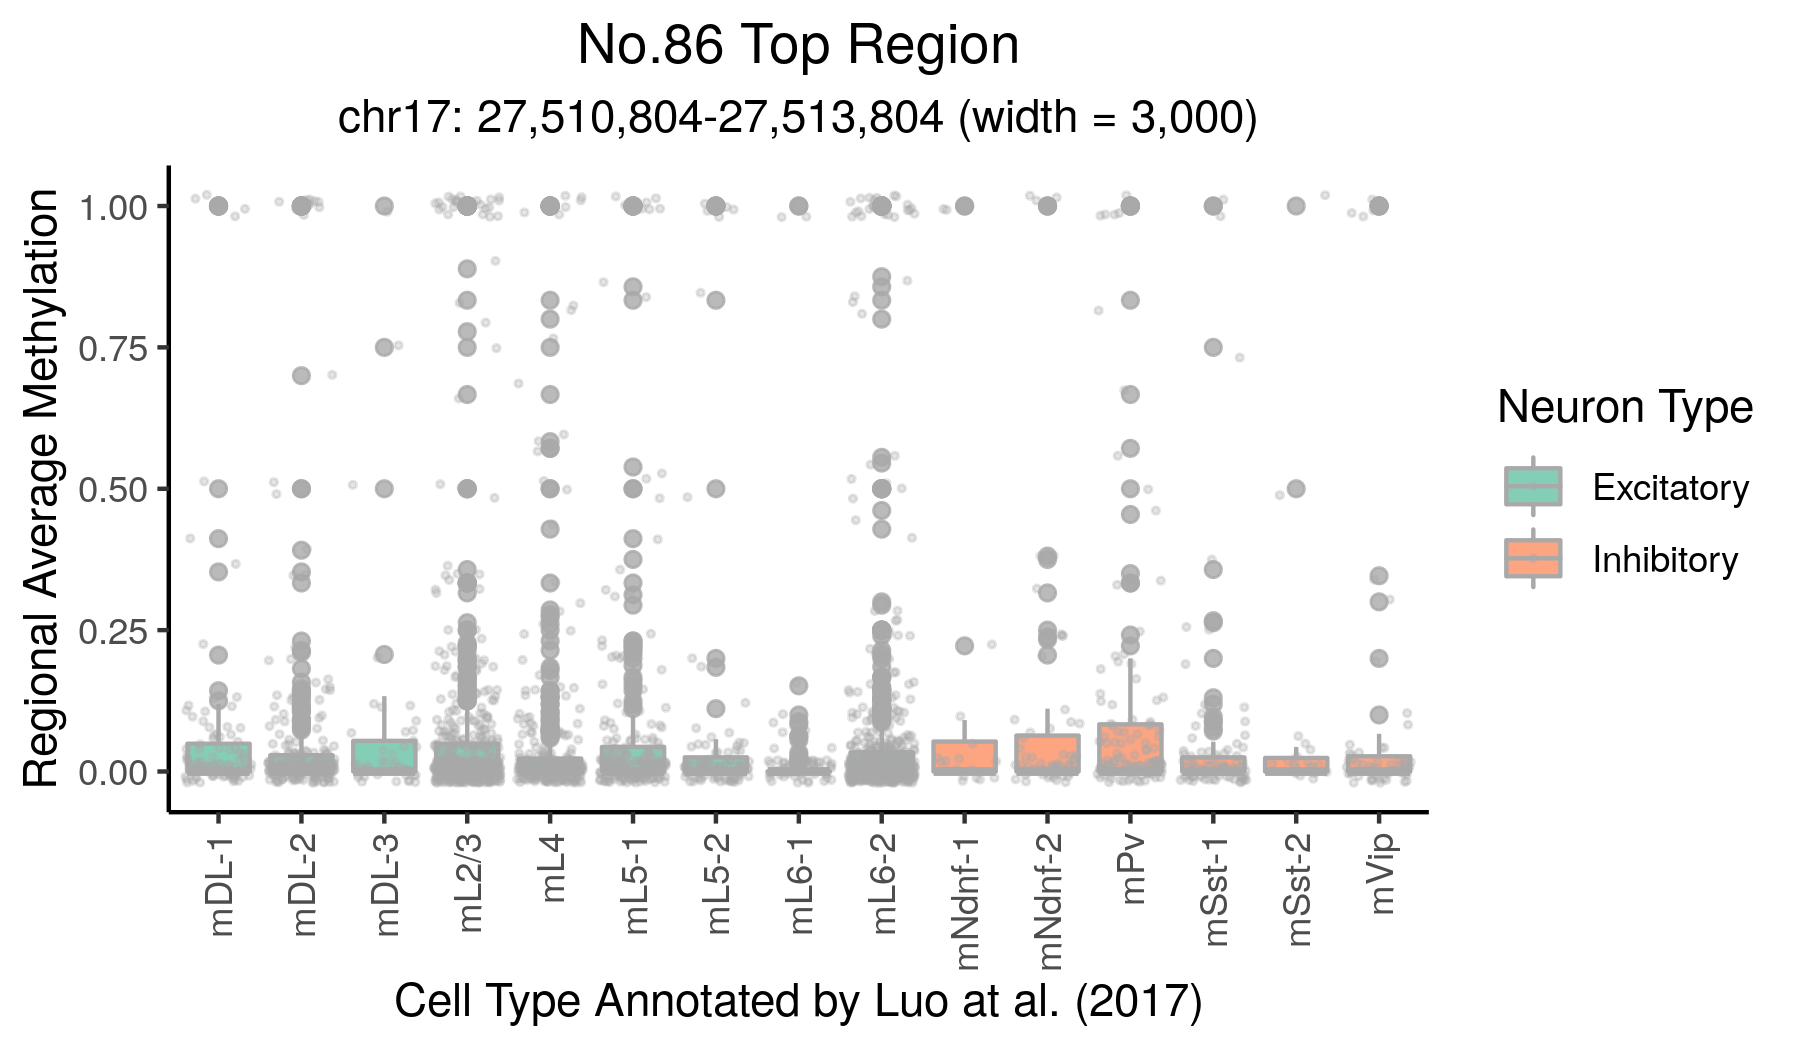 No.86 Top Region
chr17: 27,510,804-27,513,804 (width = 3,000)
Regional Average Methylation
1.00
0.75
0.50
0.25
0.00
mDL-1
mDL-2
mDL-3
mL2/3
mL4
mL5-1
mL5-2
mL6-1
mL6-2
mNdnf-1
mNdnf-2
mPv
mSst-1
mSst-2
mVip
Cell Type Annotated by Luo at al. (2017)
Neuron Type
Excitatory
Inhibitory